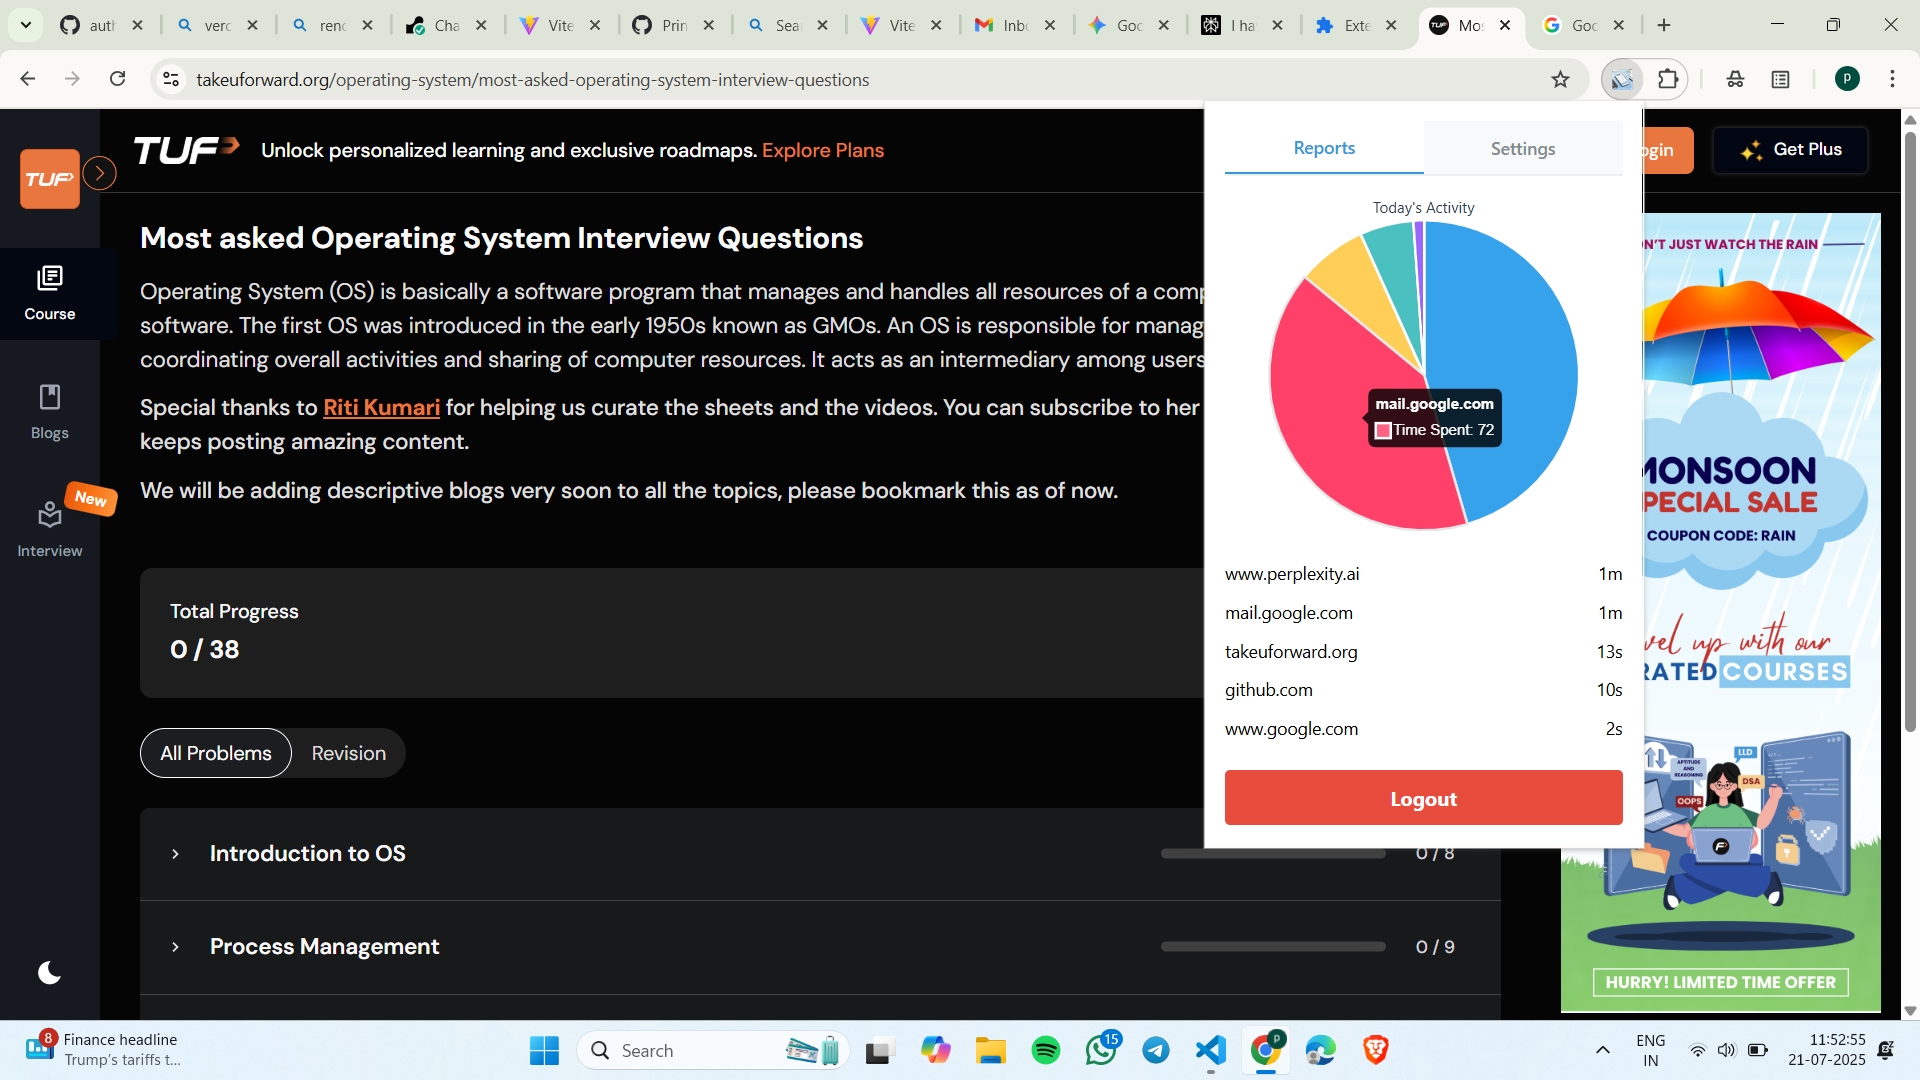 auth
verc
renc
Cha
Vite
Prin
Sea
Vite
Inbo
Goo
I ha
Exte
Mos
Goo
takeuforward.org/operating-system/most-asked-operating-system-interview-questions
p
TUF
TUF
Unlock personalized learning and exclusive roadmaps. Explore Plans
ogin
Get Plus
Course
Blogs
New
Interview
Most asked Operating System Interview Questions
Operating System (OS) is basically a software program that manages and handles all resources of a comp
software. The first OS was introduced in the early 1950s known as GMOs. An OS is responsible for manag
coordinating overall activities and sharing of computer resources. It acts as an intermediary among users
Special thanks to Riti Kumari for helping us curate the sheets and the videos. You can subscribe to her
keeps posting amazing content.
We will be adding descriptive blogs very soon to all the topics, please bookmark this as of now.
Total Progress
0 / 38
All Problems
Revision
Introduction to OS
0 / 8
Process Management
0 / 9
Reports
Settings
Today's Activity
mail.google.com
Time Spent: 72
www.perplexity.ai 1m
mail.google.com 1m
takeuforward.org 13s
github.com 10s
www.google.com 2s
Logout
N'T JUST WATCH THE RAIN
MONSOON
PECIAL SALE
COUPON CODE: RAIN
vel up with our
RATED COURSES
LLD
APTITUDE
AND
REASONING
DSA
OOPS
HURRY! LIMITED TIME OFFER
8
Finance headline
Trump's tariffs t...
Search
15
P
ENG
IN
11:52:55
21-07-2025